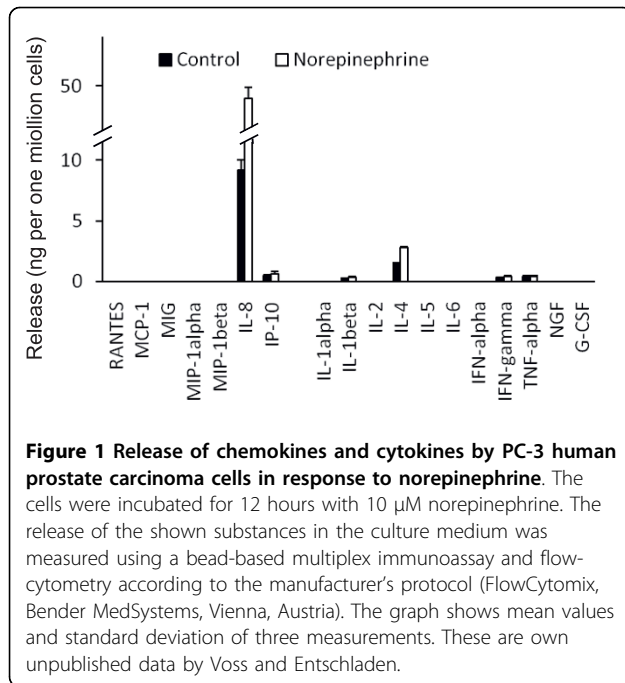 Control Norepinephrine
50
10
5
0
Release (ng per one miollion cells)
RANTES
MCP-1
MIG
MIP-1alpha
MIP-1beta
IL-8
IP-10
IL-1alpha
IL-1beta
IL-2
IL-4
IL-5
IL-6
IFN-alpha
IFN-gamma
TNF-alpha
NGF
G-CSF
Figure 1 Release of chemokines and cytokines by PC-3 human
prostate carcinoma cells in response to norepinephrine. The
cells were incubated for 12 hours with 10 μM norepinephrine. The
release of the shown substances in the culture medium was
measured using a bead-based multiplex immunoassay and flow-
cytometry according to the manufacturer's protocol (FlowCytomix,
Bender MedSystems, Vienna, Austria). The graph shows mean values
and standard deviation of three measurements. These are own
unpublished data by Voss and Entschladen.